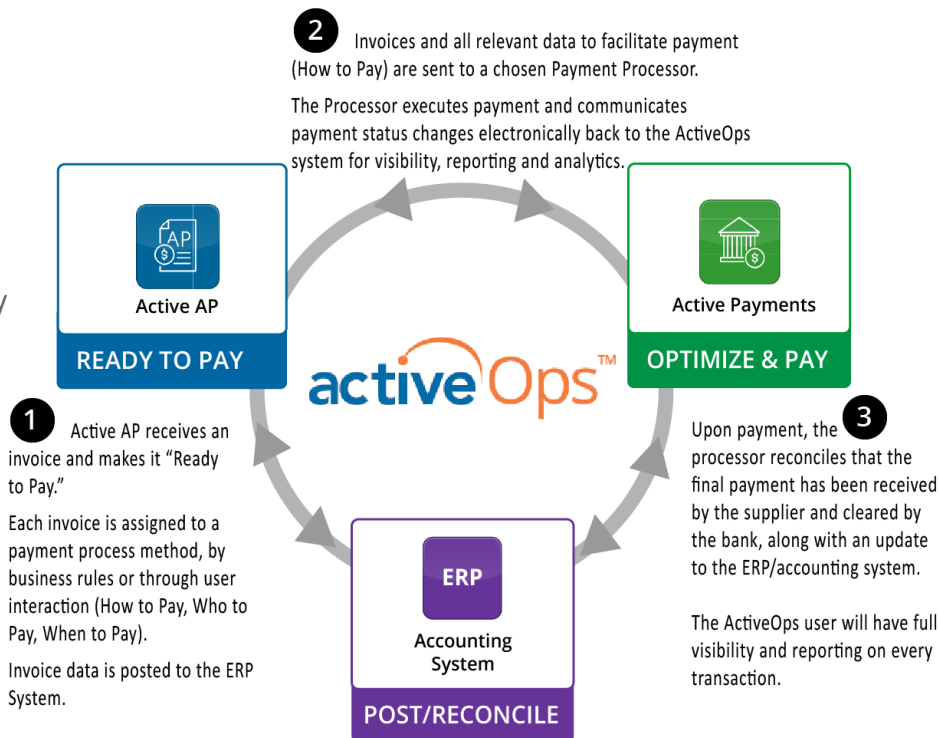 2
Invoices and all relevant data to facilitate payment
(How to Pay) are sent to a chosen Payment Processor.
The Processor executes payment and communicates
payment status changes electronically back to the ActiveOps
system for visibility, reporting and analytics.
AP
$
Active AP
READY TO PAY
$
Active Payments
OPTIMIZE & PAY
y
activeOps™
1
Active AP receives an
invoice and makes it “Ready
to Pay.”
Each invoice is assigned to a
payment process method, by
business rules or through user
interaction (How to Pay, Who to
Pay, When to Pay).
Invoice data is posted to the ERP
System.
ERP
Accounting
System
POST/RECONCILE
3
Upon payment, the
processor reconciles that the
final payment has been received
by the supplier and cleared by
the bank, along with an update
to the ERP/accounting system.
The ActiveOps user will have full
visibility and reporting on every
transaction.